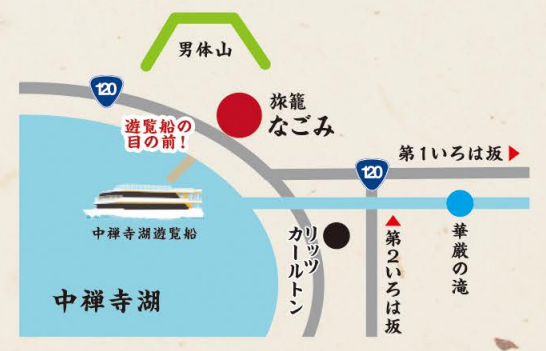 男体山
120
旅籠
なごみ
遊覧船の
目の前!
120
第1いろは坂
中禅寺湖遊覧船
リッツ
カールトン
第2いろは坂
華厳の滝
中禅寺湖